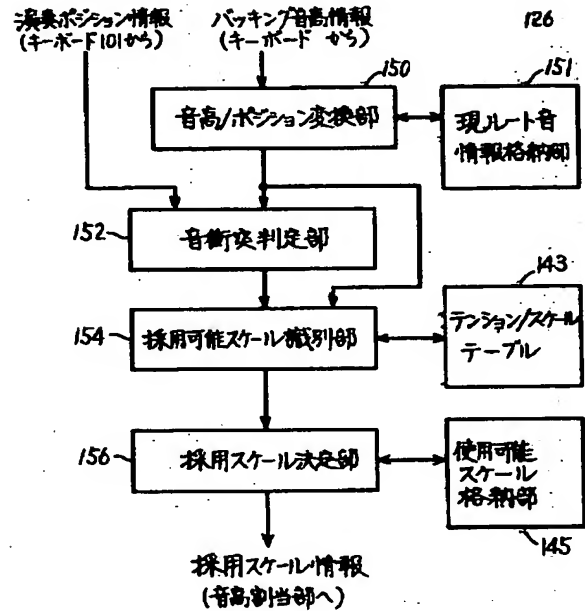 演奏ポジション情報
(キーボード101から)
バッキング音高情報
(キーボード から)
126
150
音高/ポジション変換部
151
現ルート音
情報格納部
152
音衝突判定部
154
採用可能スケール識別部
143
テンション/スケール
テーブル
156
採用スケール決定部
使用可能
スケール
格納部
145
採用スケール情報
(音高割当部へ)